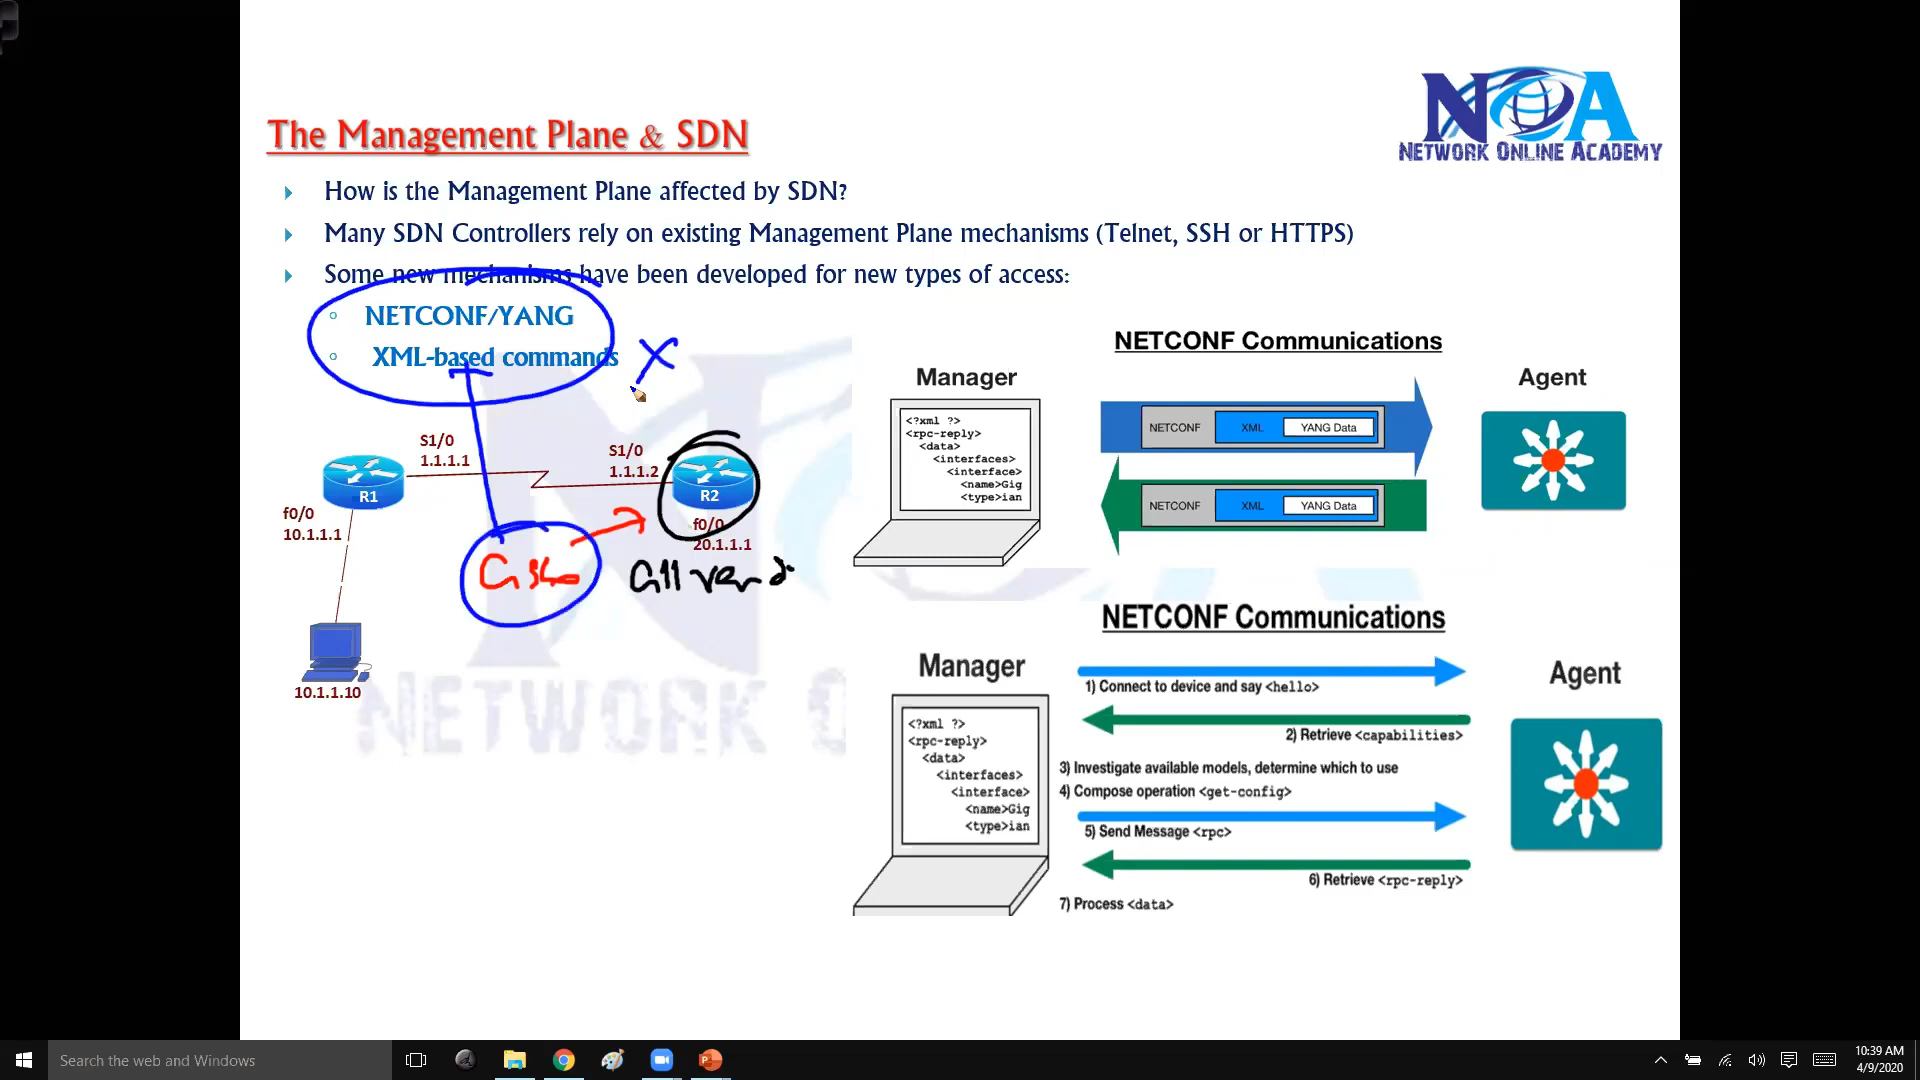 NOA
NETWORK ONLINE ACADEMY
The Management Plane & SDN
How is the Management Plane affected by SDN?
Many SDN Controllers rely on existing Management Plane mechanisms (Telnet, SSH or HTTPS)
Some new mechanisms have been developed for new types of access:
NETCONF/YANG
XML-based commands
X
S1/0
1.1.1.1
S1/0
1.1.1.2
R1
R2
f0/0
10.1.1.1
f0/0
20.1.1.1
10.1.1.10
NETCONF Communications
Manager
Agent
<?xml ?>
<rpc-reply>
<data>
<interfaces>
<interface>
<name>Gig
<type>ian
NETCONF XML YANG Data
NETCONF XML YANG Data
NETCONF Communications
Manager
Agent
<?xml ?>
<rpc-reply>
<data>
<interfaces>
<interface>
<name>Gig
<type>ian
1) Connect to device and say <hello>
2) Retrieve <capabilities>
3) Investigate available models, determine which to use
4) Compose operation <get-config>
5) Send Message <rpc>
6) Retrieve <rpc-reply>
7) Process <data>
NETWORK O
Search the web and Windows
10:39 AM
4/9/2020